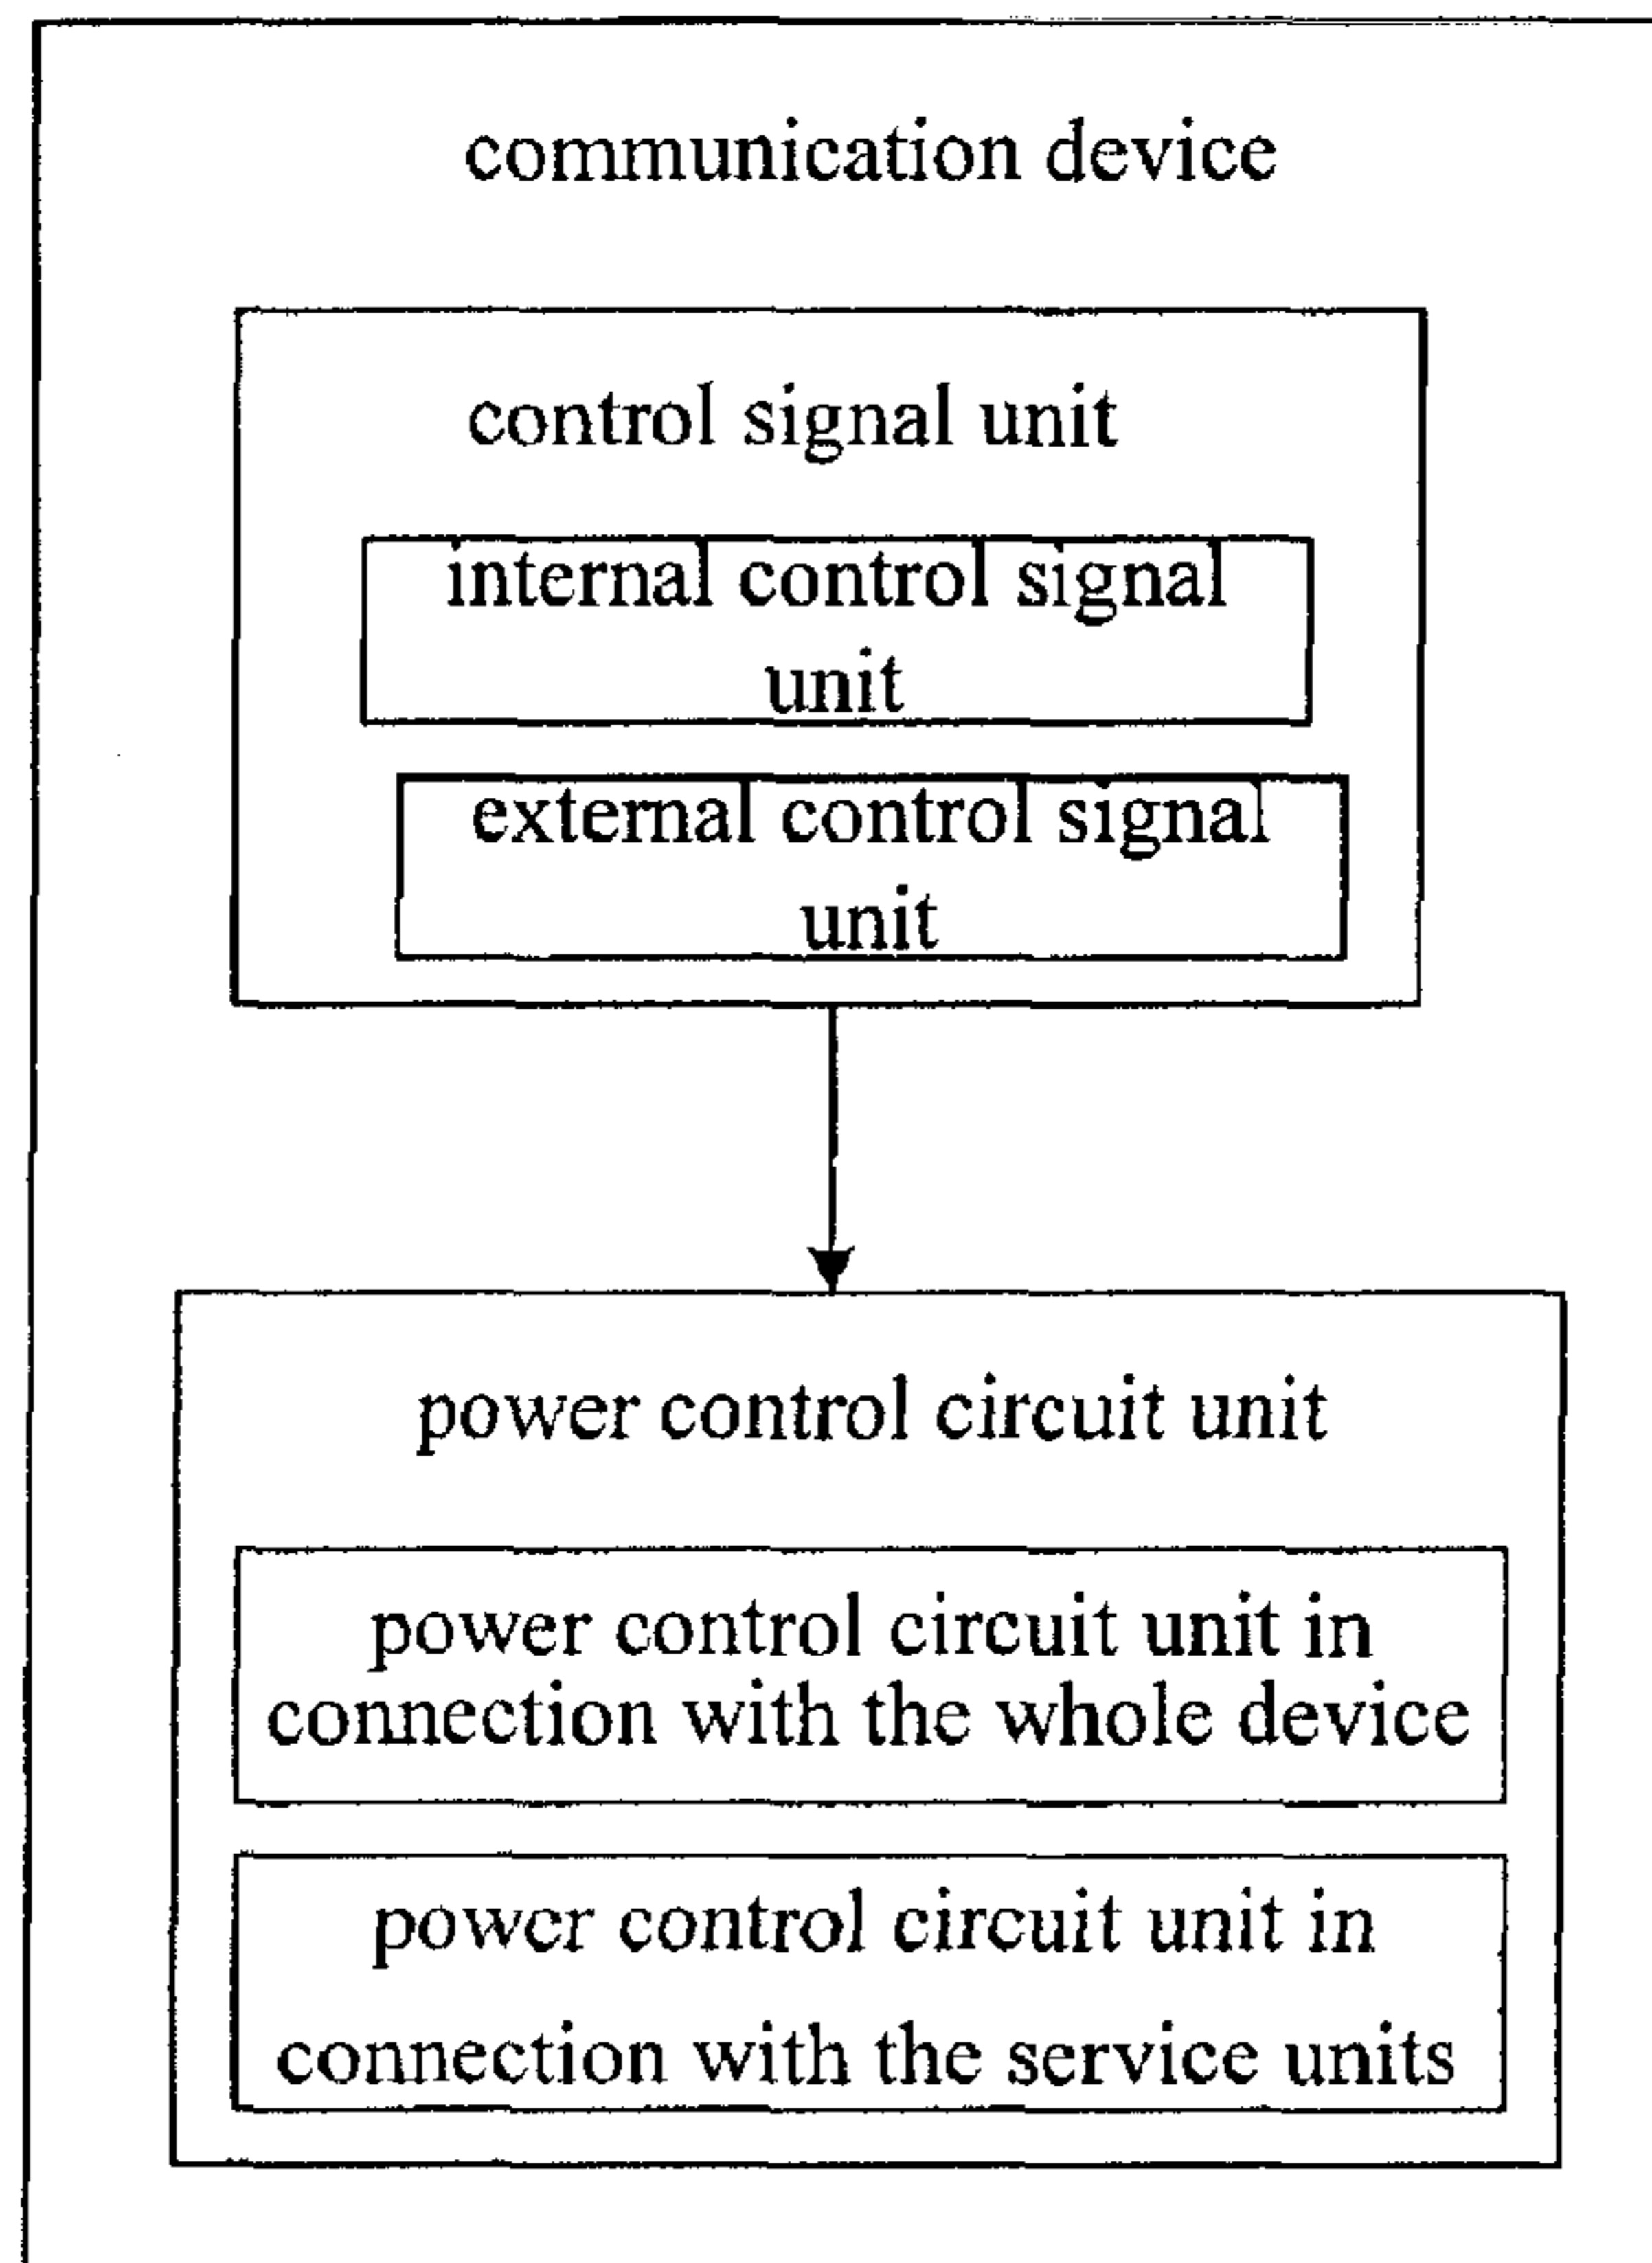 communication device
control signal unit
internal control signal
unit
external control signal
unit
power control circuit unit
power control circuit unit in
connection with the whole device
power control circuit unit in
connection with the service units